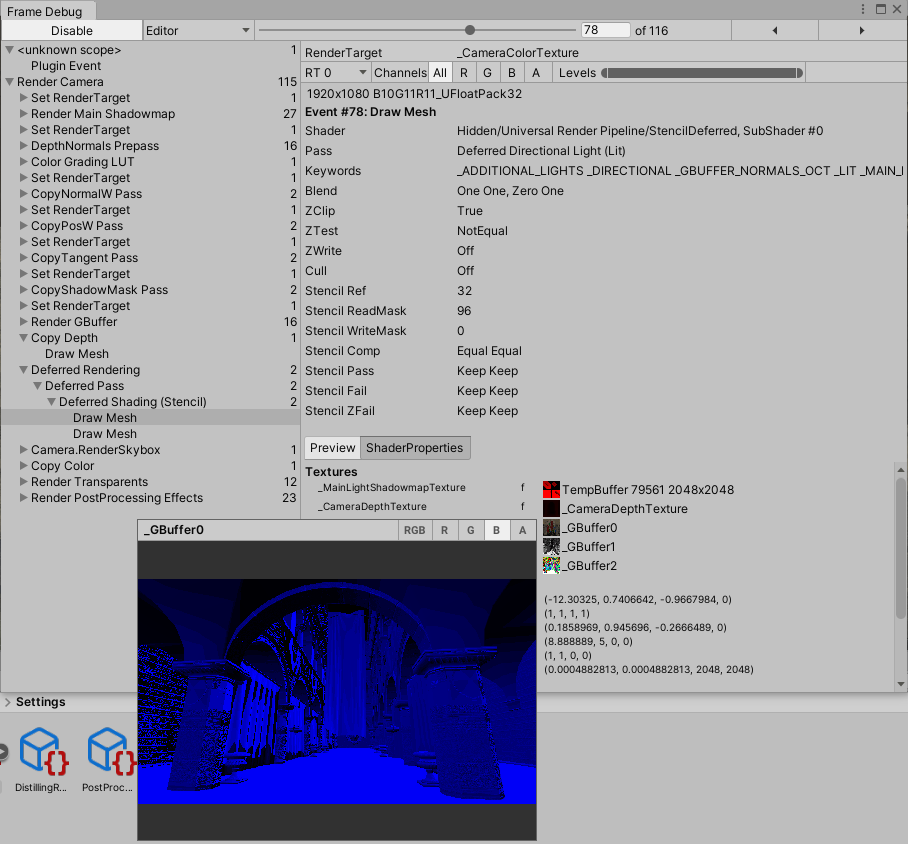 Frame Debug
Disable
Editor
78
of 116
<unknown scope> 1
Plugin Event
Render Camera 115
Set RenderTarget 1
Render Main Shadowmap 27
Set RenderTarget 1
DepthNormals Prepass 16
Color Grading LUT 1
Set RenderTarget 1
CopyNormalW Pass 2
Set RenderTarget 1
CopyPosW Pass 2
Set RenderTarget 1
CopyTangent Pass 2
Set RenderTarget 1
CopyShadowMask Pass 2
Set RenderTarget 1
Render GBuffer 16
Copy Depth 1
Draw Mesh
Deferred Rendering 2
Deferred Pass 2
Deferred Shading (Stencil) 2
Draw Mesh
Draw Mesh
Camera.RenderSkybox 1
Copy Color 1
Render Transparents 12
Render PostProcessing Effects 23
RenderTarget _CameraColorTexture
RT 0 Channels All R G B A Levels
1920x1080 B10G11R11_UFloatPack32
Event #78: Draw Mesh
Shader Hidden/Universal Render Pipeline/StencilDeferred, SubShader #0
Pass Deferred Directional Light (Lit)
Keywords _ADDITIONAL_LIGHTS _DIRECTIONAL _GBUFFER_NORMALS_OCT _LIT _MAIN_
Blend One One, Zero One
ZClip True
ZTest NotEqual
ZWrite Off
Cull Off
Stencil Ref 32
Stencil ReadMask 96
Stencil WriteMask 0
Stencil Comp Equal Equal
Stencil Pass Keep Keep
Stencil Fail Keep Keep
Stencil ZFail Keep Keep
Preview ShaderProperties
Textures
_MainLightShadowmapTexture f TempBuffer 79561 2048x2048
_CameraDepthTexture f _CameraDepthTexture
_GBuffer0
_GBuffer1
_GBuffer2
(-12.30325, 0.7406642, -0.9667984, 0)
(1, 1, 1, 1)
(0.1858969, 0.945696, -0.2666489, 0)
(8.888889, 5, 0, 0)
(1, 1, 0, 0)
(0.0004882813, 0.0004882813, 2048, 2048)
_GBuffer0 RGB R G B A
Settings
DistillingR...
PostProc...